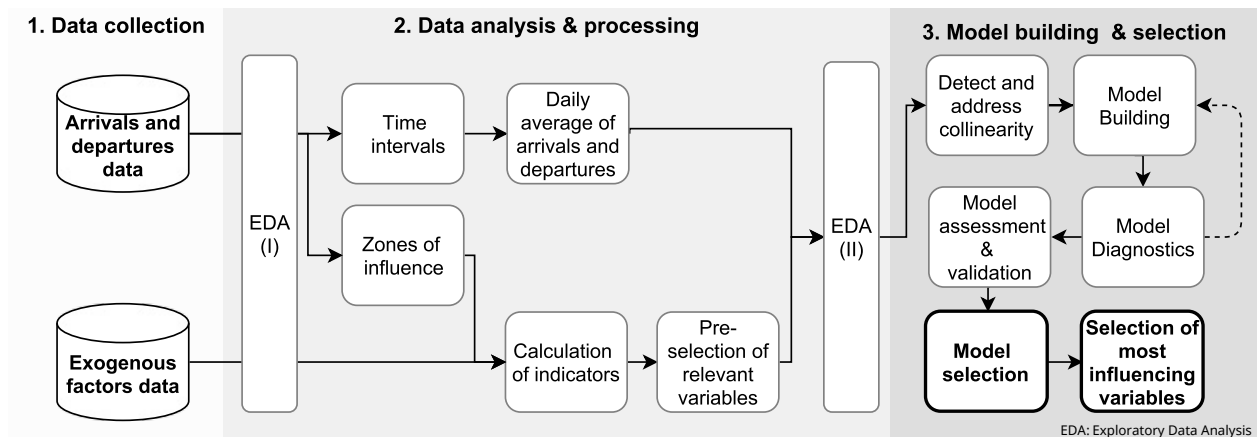 1. Data collection
2. Data analysis & processing
3. Model building & selection
Arrivals and
departures
data
Exogenous
factors data
EDA
(I)
Time
intervals
Daily
average of
arrivals and
departures
Zones of
influence
Calculation
of indicators
Pre-
selection of
relevant
variables
EDA
(II)
Detect and
address
collinearity
Model
Building
Model
Diagnostics
Model
assessment
&
validation
Model
selection
Selection of
most
influencing
variables
EDA: Exploratory Data Analysis